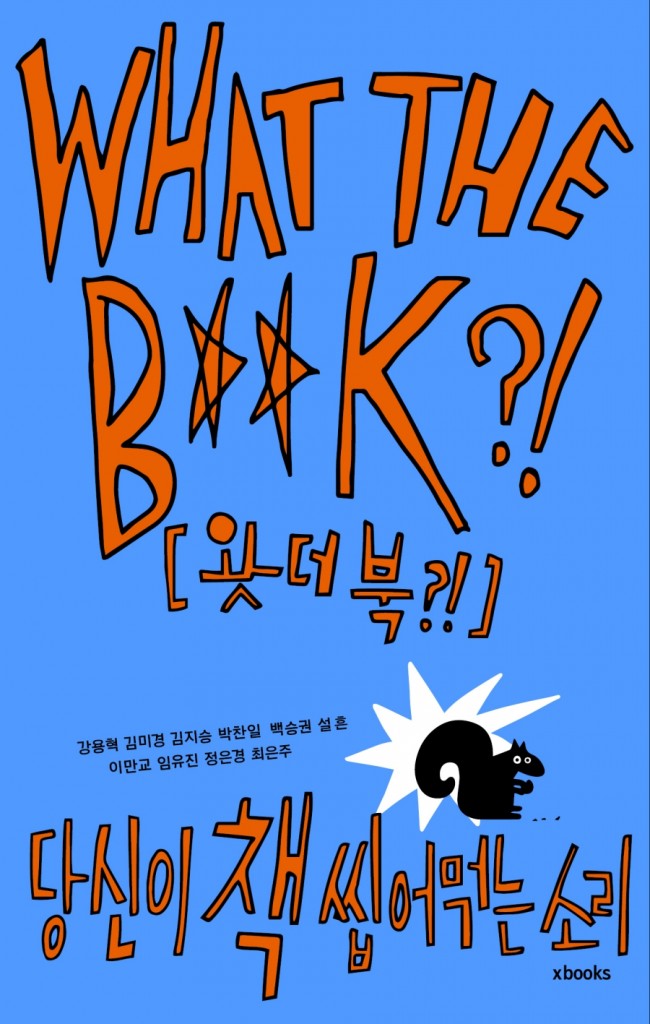 WHAT THE
B**K?!
[왓더북?!]
강용혁 김미경 김지승 박찬일 백승권 설흔
이만교 임유진 정은경 최은주
당신이 책 씹어먹는 소리
xbooks